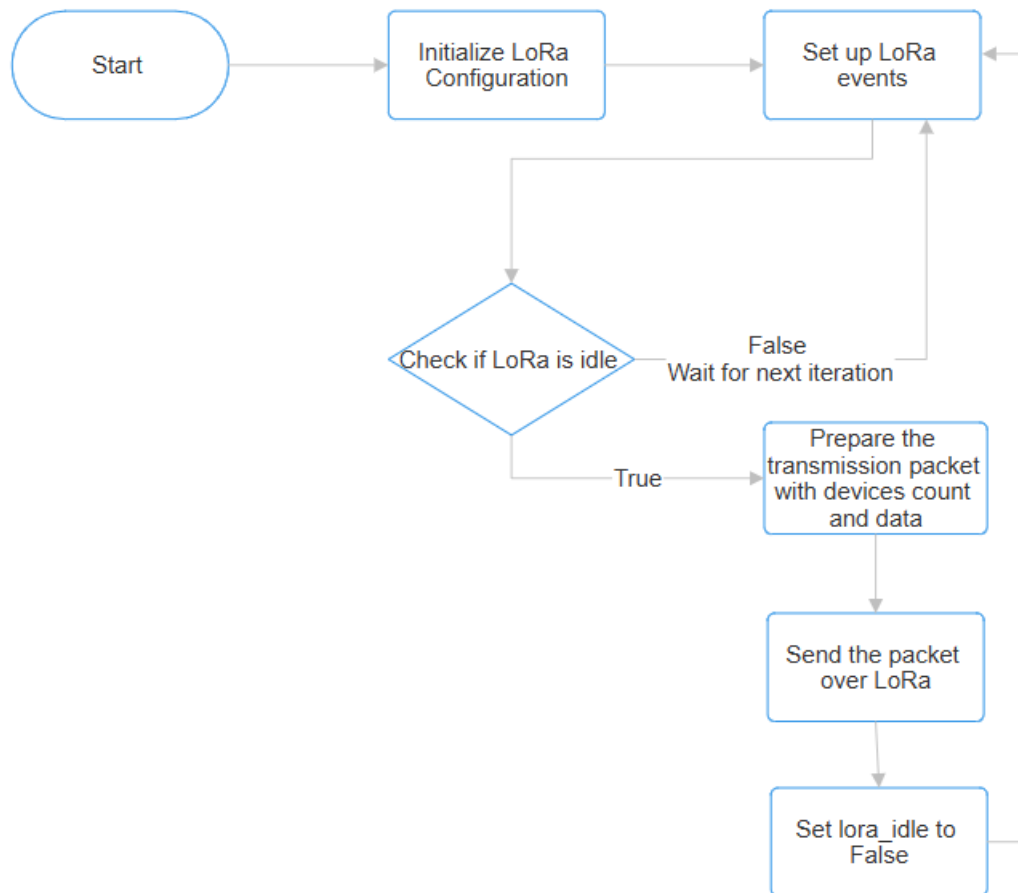 Start
Initialize LoRa
Configuration
Set up LoRa
events
Check if LoRa is idle
False
Wait for next iteration
True
Prepare the
transmission packet
with devices count
and data
Send the packet
over LoRa
Set lora_idle to
False